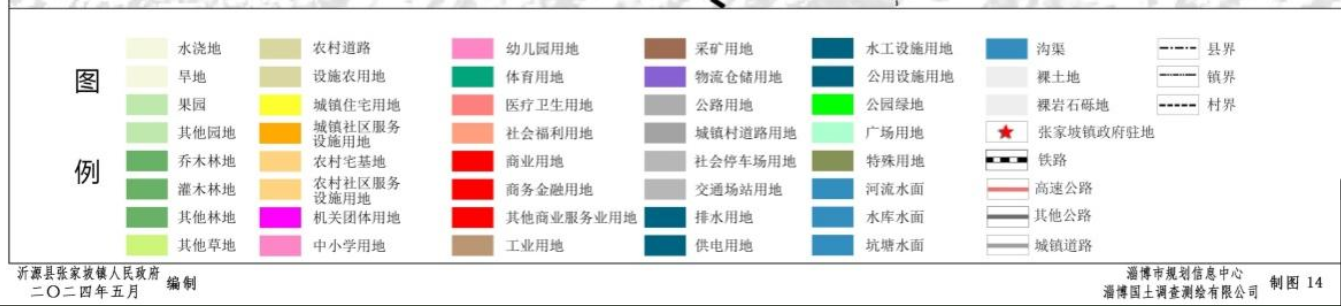 图
例
水浇地
旱地
果园
其他园地
乔木林地
灌木林地
其他林地
其他草地
农村道路
设施农用地
城镇住宅用地
城镇社区服务
设施用地
农村宅基地
农村社区服务
设施用地
机关团体用地
中小学用地
幼儿园用地
体育用地
医疗卫生用地
社会福利用地
商业用地
商务金融用地
其他商业服务业用地
工业用地
采矿用地
物流仓储用地
公路用地
城镇村道路用地
社会停车场用地
交通场站用地
排水用地
供电用地
水工设施用地
公用设施用地
公园绿地
广场用地
特殊用地
河流水面
水库水面
坑塘水面
沟渠
裸土地
裸岩石砾地
张家坡镇政府驻地
铁路
高速公路
其他公路
城镇道路
县界
镇界
村界
沂源县张家坡镇人民政府
二〇二四年五月
编制
淄博市规划信息中心
淄博国土调查测绘有限公司
制图 14